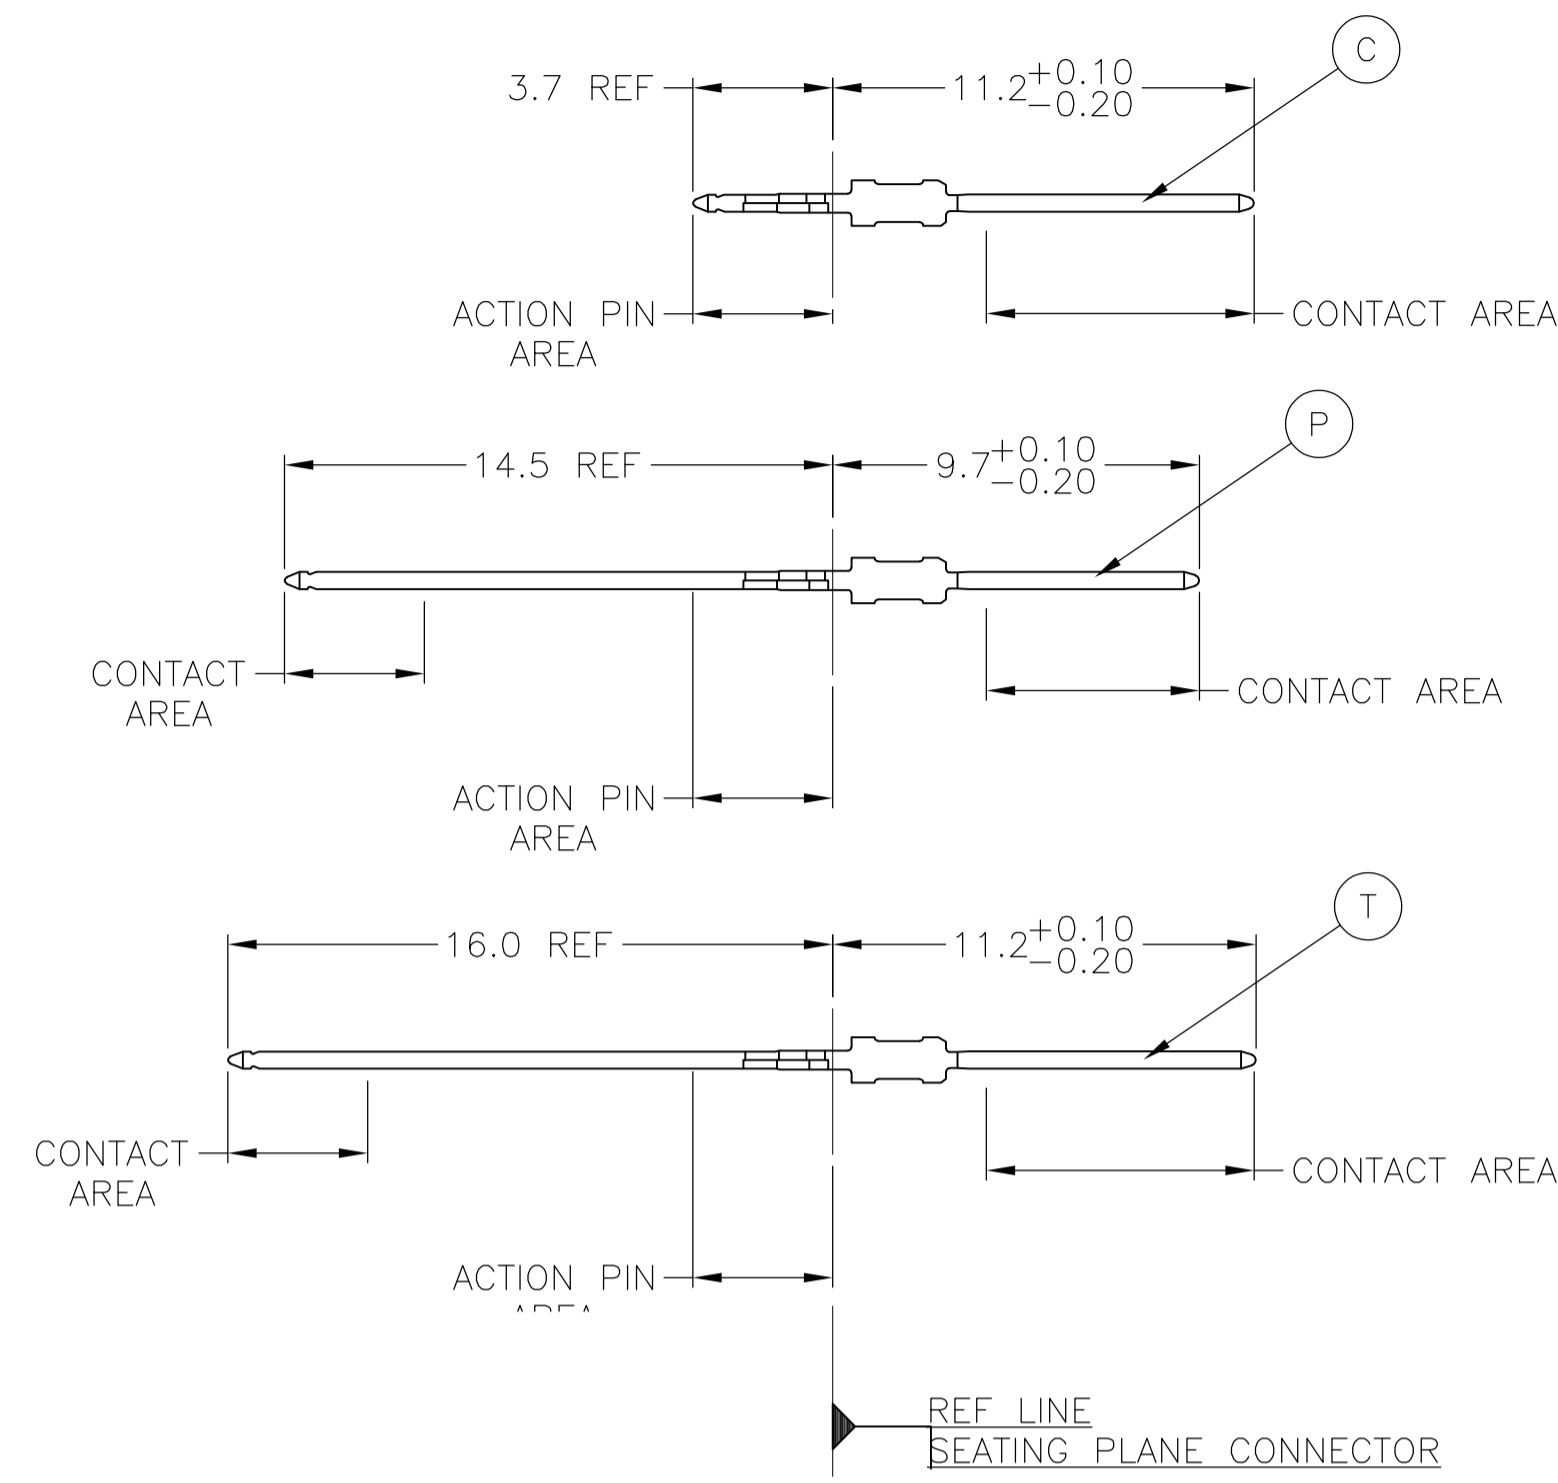 C
3.7 REF
11.2 +0.10 -0.20
ACTION PIN AREA
CONTACT AREA
P
14.5 REF
9.7 +0.10 -0.20
CONTACT AREA
CONTACT AREA
ACTION PIN AREA
T
16.0 REF
11.2 +0.10 -0.20
CONTACT AREA
CONTACT AREA
ACTION PIN
REF LINE
SEATING PLANE CONNECTOR